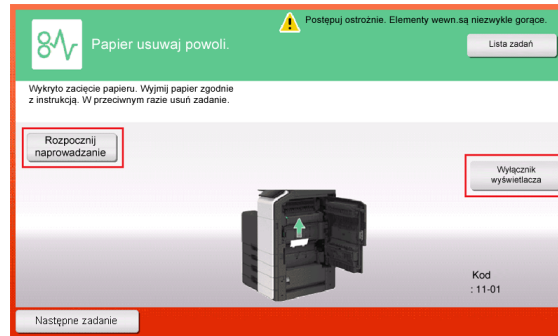 Postępuj ostrożnie. Elementy wewn.są niezwykle gorące.
Papier usuwaj powoli.
Lista zadań
Wykryto zacięcie papieru. Wyjmij papier zgodnie
z instrukcją. W przeciwnym razie usuń zadanie.
Rozpocznij
naprowadzanie
Wyłącznik
wyświetlacza
Kod
: 11-01
Następne zadanie